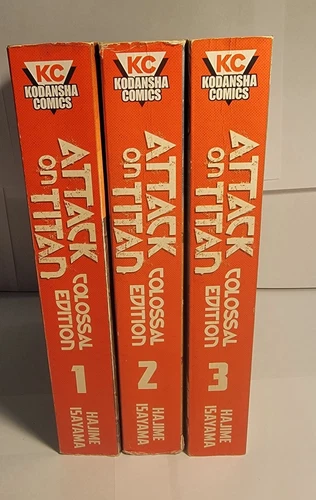 KC
KODANSHA
COMICS
ATTACK
ON TITAN
COLOSSAL
EDITION
1
HAJIME
ISAYAMA
KC
KODANSHA
COMICS
ATTACK
ON TITAN
COLOSSAL
EDITION
2
HAJIME
ISAYAMA
KC
KODANSHA
COMICS
ATTACK
ON TITAN
COLOSSAL
EDITION
3
HAJIME
ISAYAMA